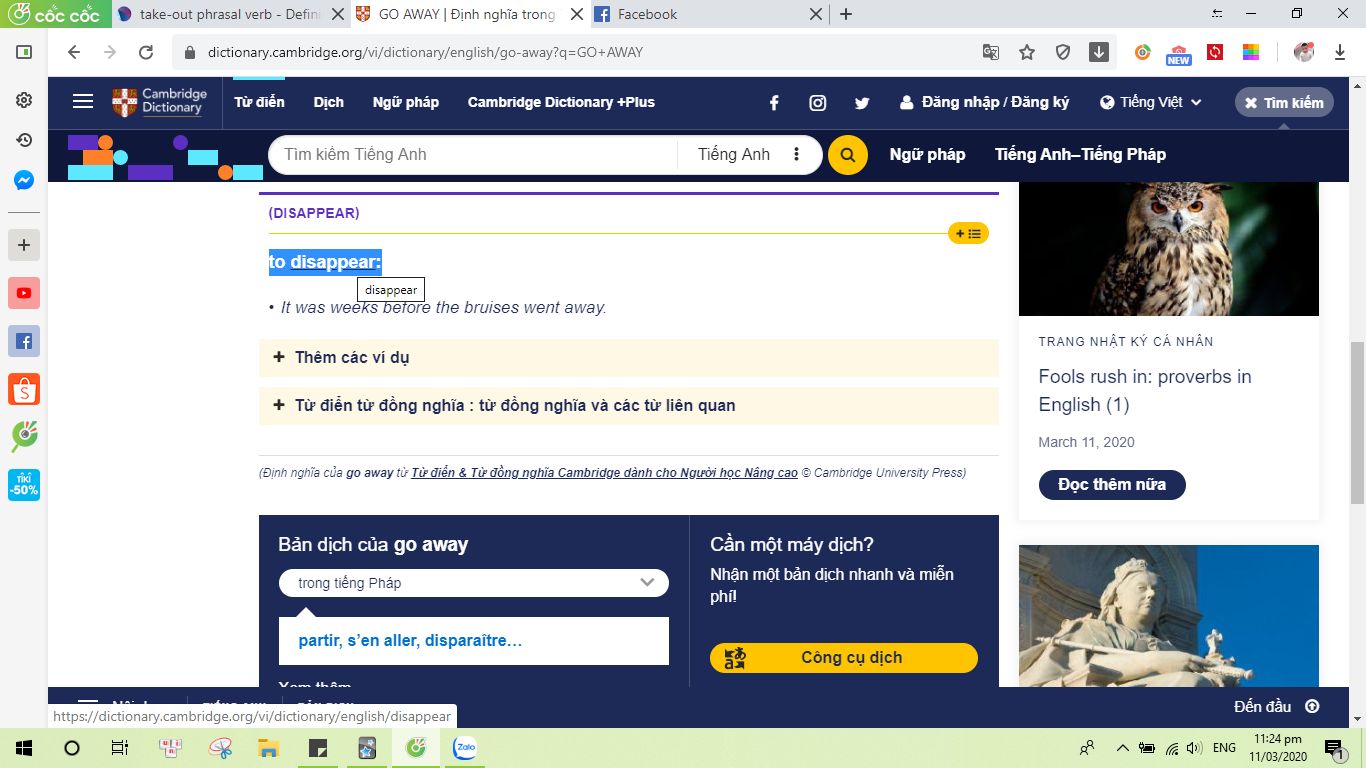 cốc cốc
take-out phrasal verb - Defini
GO AWAY | Định nghĩa trong
Facebook
dictionary.cambridge.org/vi/dictionary/english/go-away?q=GO+AWAY
NEW
Cambridge
Dictionary
Từ điển
Dịch
Ngữ pháp
Cambridge Dictionary +Plus
Đăng nhập / Đăng ký
Tiếng Việt
Tìm kiếm
Tìm kiếm Tiếng Anh
Tiếng Anh
Ngữ pháp
Tiếng Anh–Tiếng Pháp
(DISAPPEAR)
to disappear:
disappear
• It was weeks before the bruises went away.
+ Thêm các ví dụ
+ Từ điển từ đồng nghĩa : từ đồng nghĩa và các từ liên quan
(Định nghĩa của go away từ Từ điển & Từ đồng nghĩa Cambridge dành cho Người học Nâng cao © Cambridge University Press)
Bản dịch của go away
trong tiếng Pháp
partir, s’en aller, disparaître…
Xem thêm
Cần một máy dịch?
Nhận một bản dịch nhanh và miễn
phí!
Công cụ dịch
TRANG NHẬT KÝ CÁ NHÂN
Fools rush in: proverbs in
English (1)
March 11, 2020
Đọc thêm nữa
TIKI
-50%
Đến đầu
https://dictionary.cambridge.org/vi/dictionary/english/disappear
Zalo
ENG
11:24 pm
11/03/2020
1